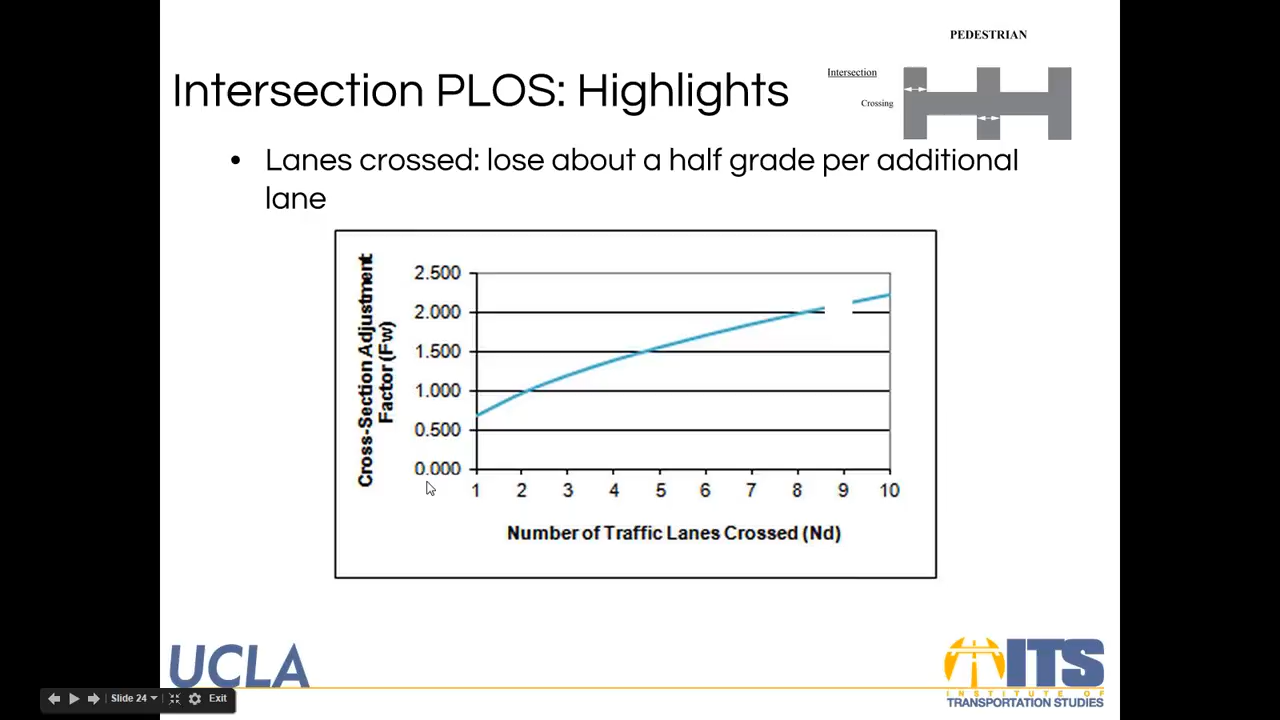 PEDESTRIAN
Intersection PLOS: Highlights
Intersection
Crossing
• Lanes crossed: lose about a half grade per additional
lane
Cross-Section Adjustment
Factor (Fw)
2.500
2.000
1.500
1.000
0.500
0.000
1 2 3 4 5 6 7 8 9 10
Number of Traffic Lanes Crossed (Nd)
UCLA
ITS
INSTITUTE OF
TRANSPORTATION STUDIES
Slide 24
Exit